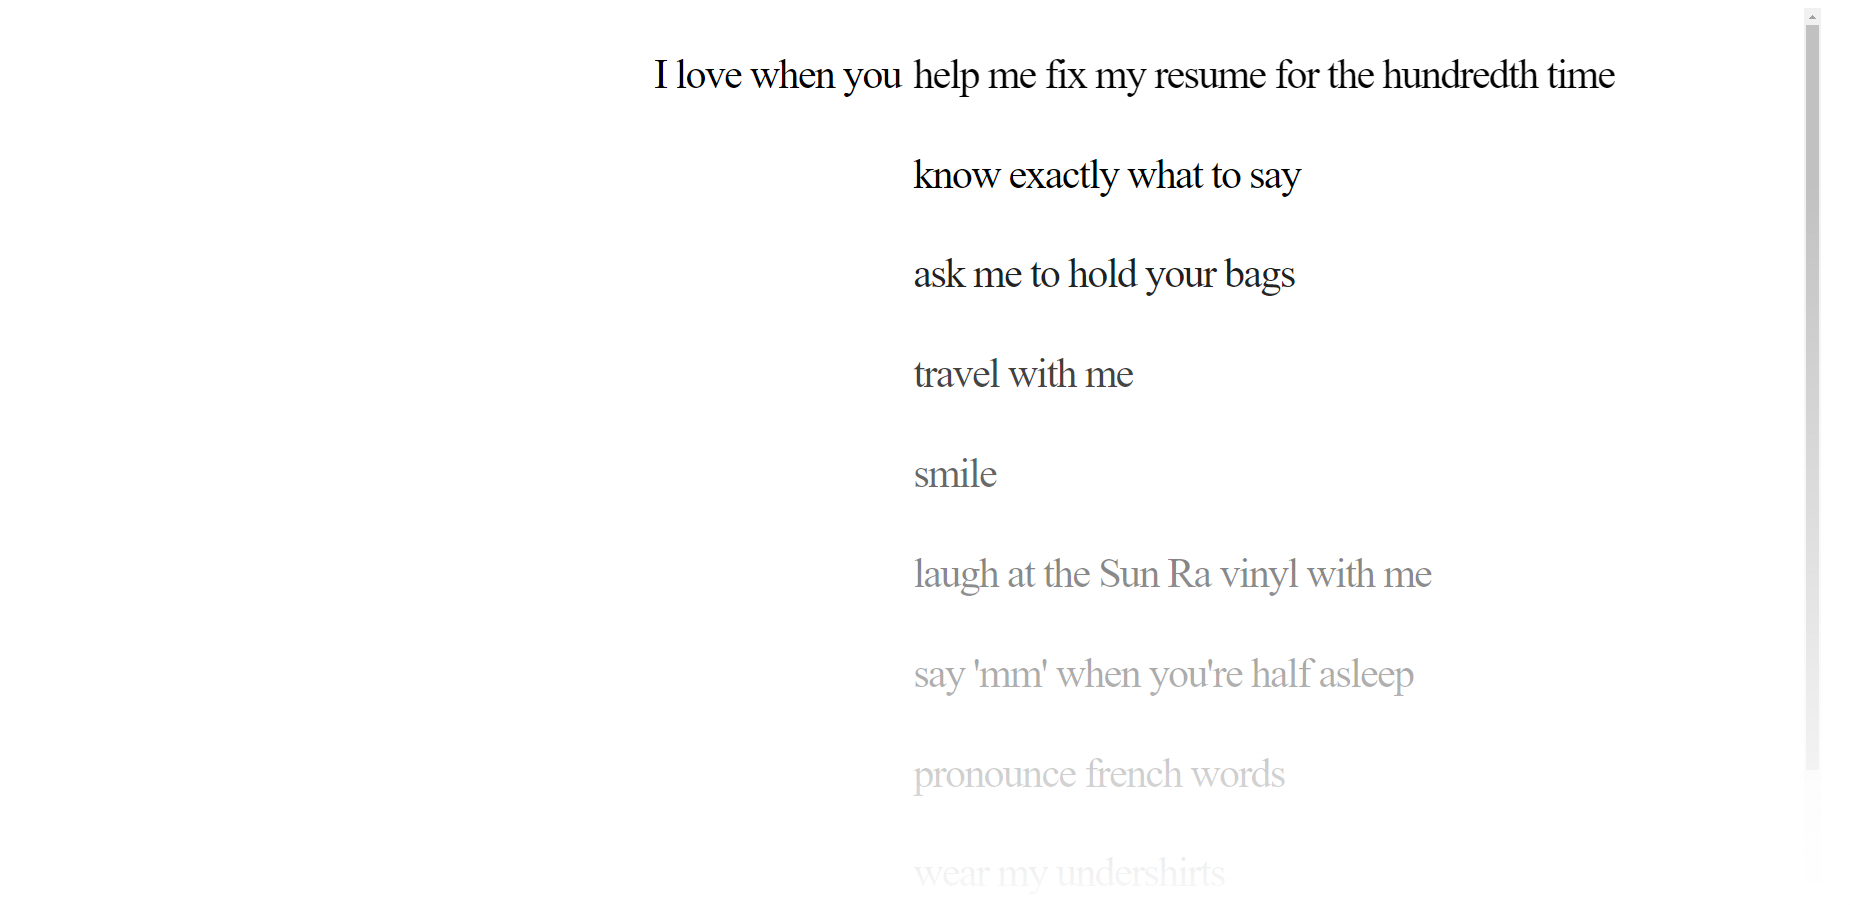 I love when you help me fix my resume for the hundredth time
know exactly what to say
ask me to hold your bags
travel with me
smile
laugh at the Sun Ra vinyl with me
say 'mm' when you're half asleep
pronounce french words
wear my undershirts